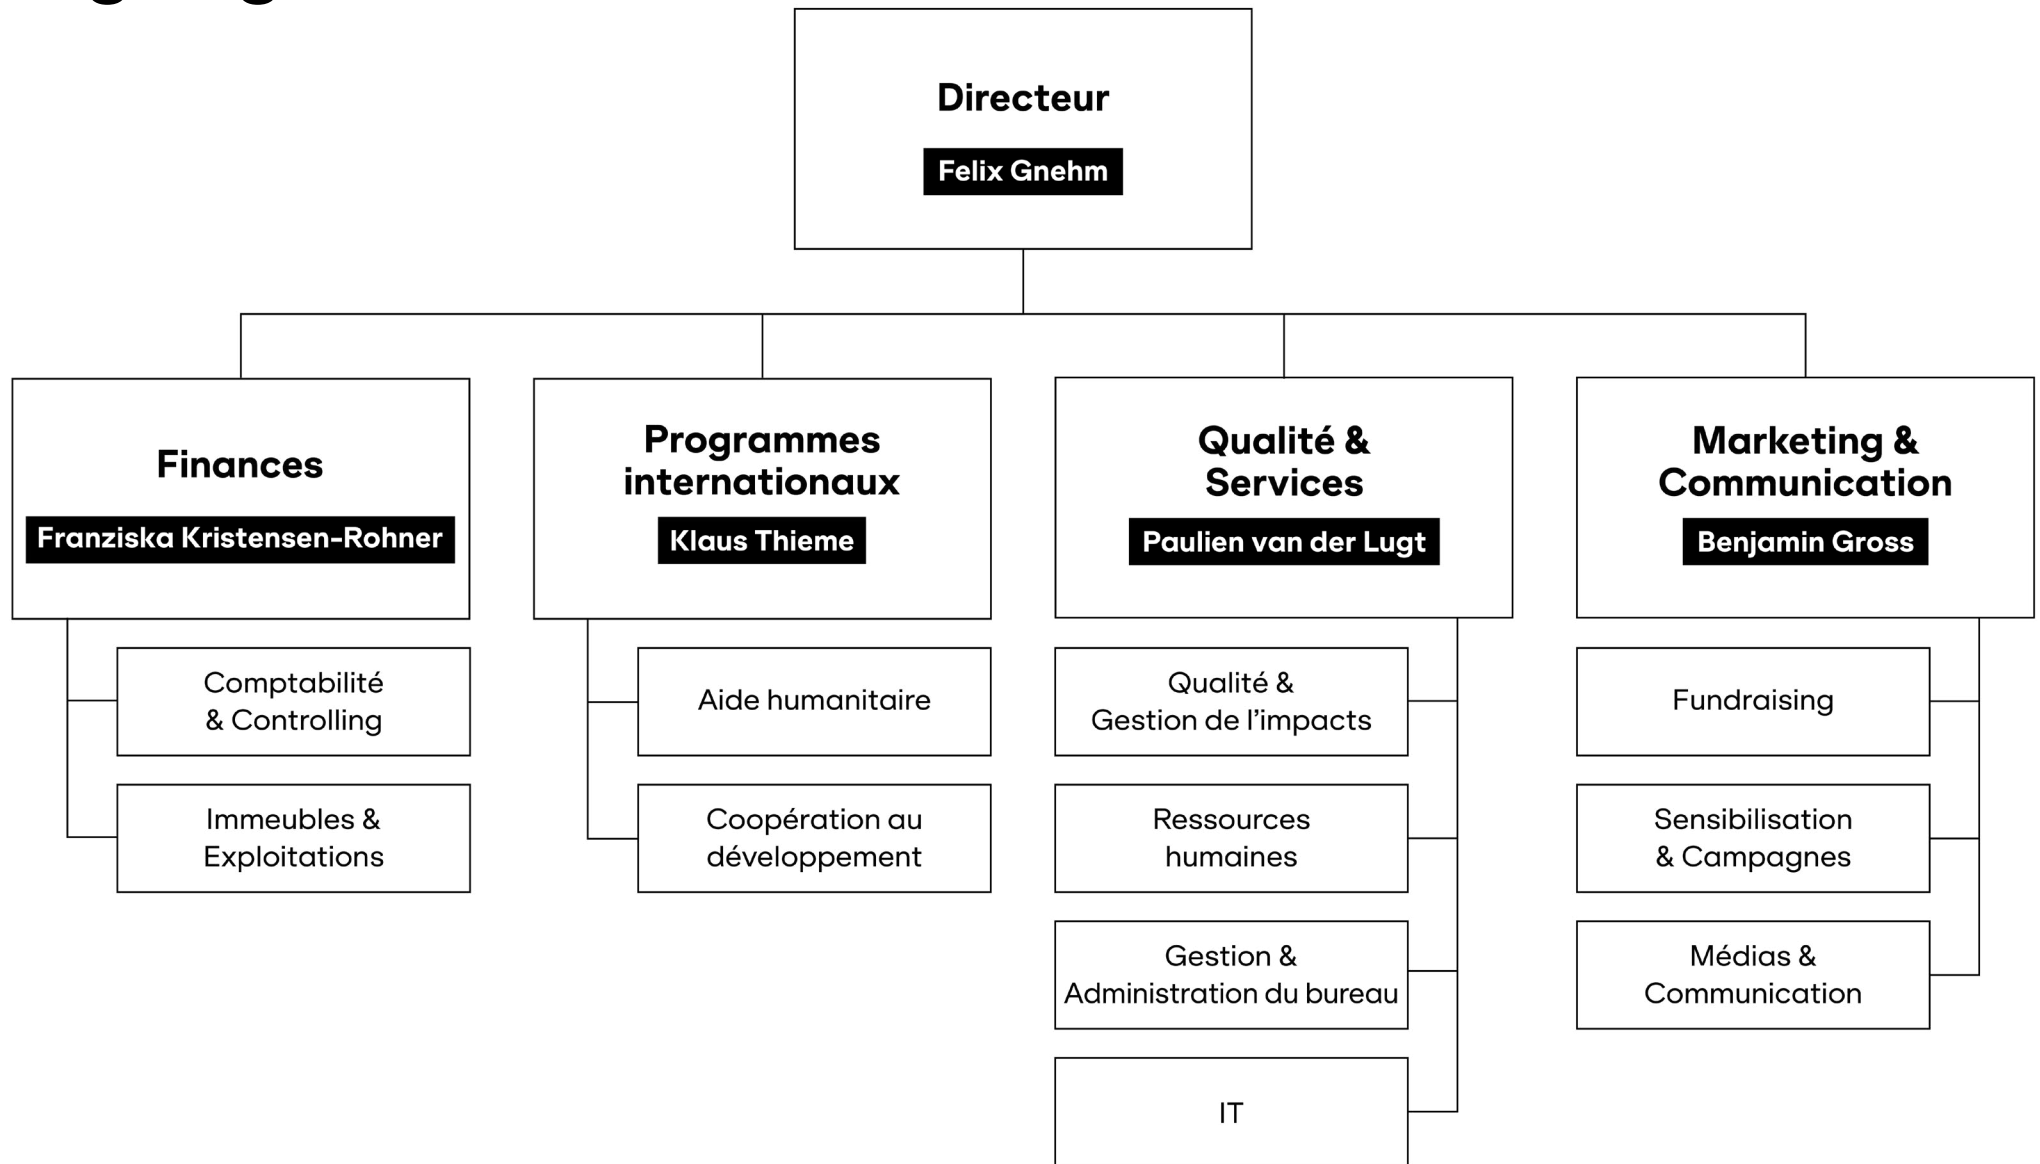 Directeur
Felix Gnehm
Finances
Franziska Kristensen-Rohner
Comptabilité
& Controlling
Immeubles &
Exploitations
Programmes
internationaux
Klaus Thieme
Aide humanitaire
Coopération au
développement
Qualité &
Services
Paulien van der Lugt
Qualité &
Gestion de l’impacts
Ressources
humaines
Gestion &
Administration du bureau
IT
Marketing &
Communication
Benjamin Gross
Fundraising
Sensibilisation
& Campagnes
Médias &
Communication